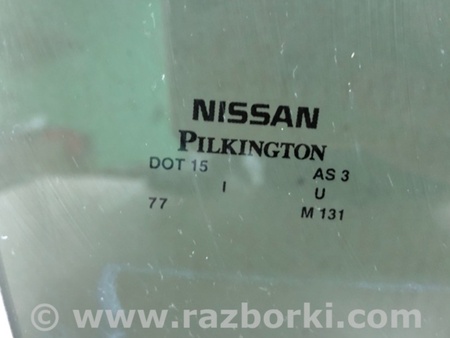 NISSAN
PILKINGTON
DOT 15 AS 3
I U
77 M 131
© www.razborki.com